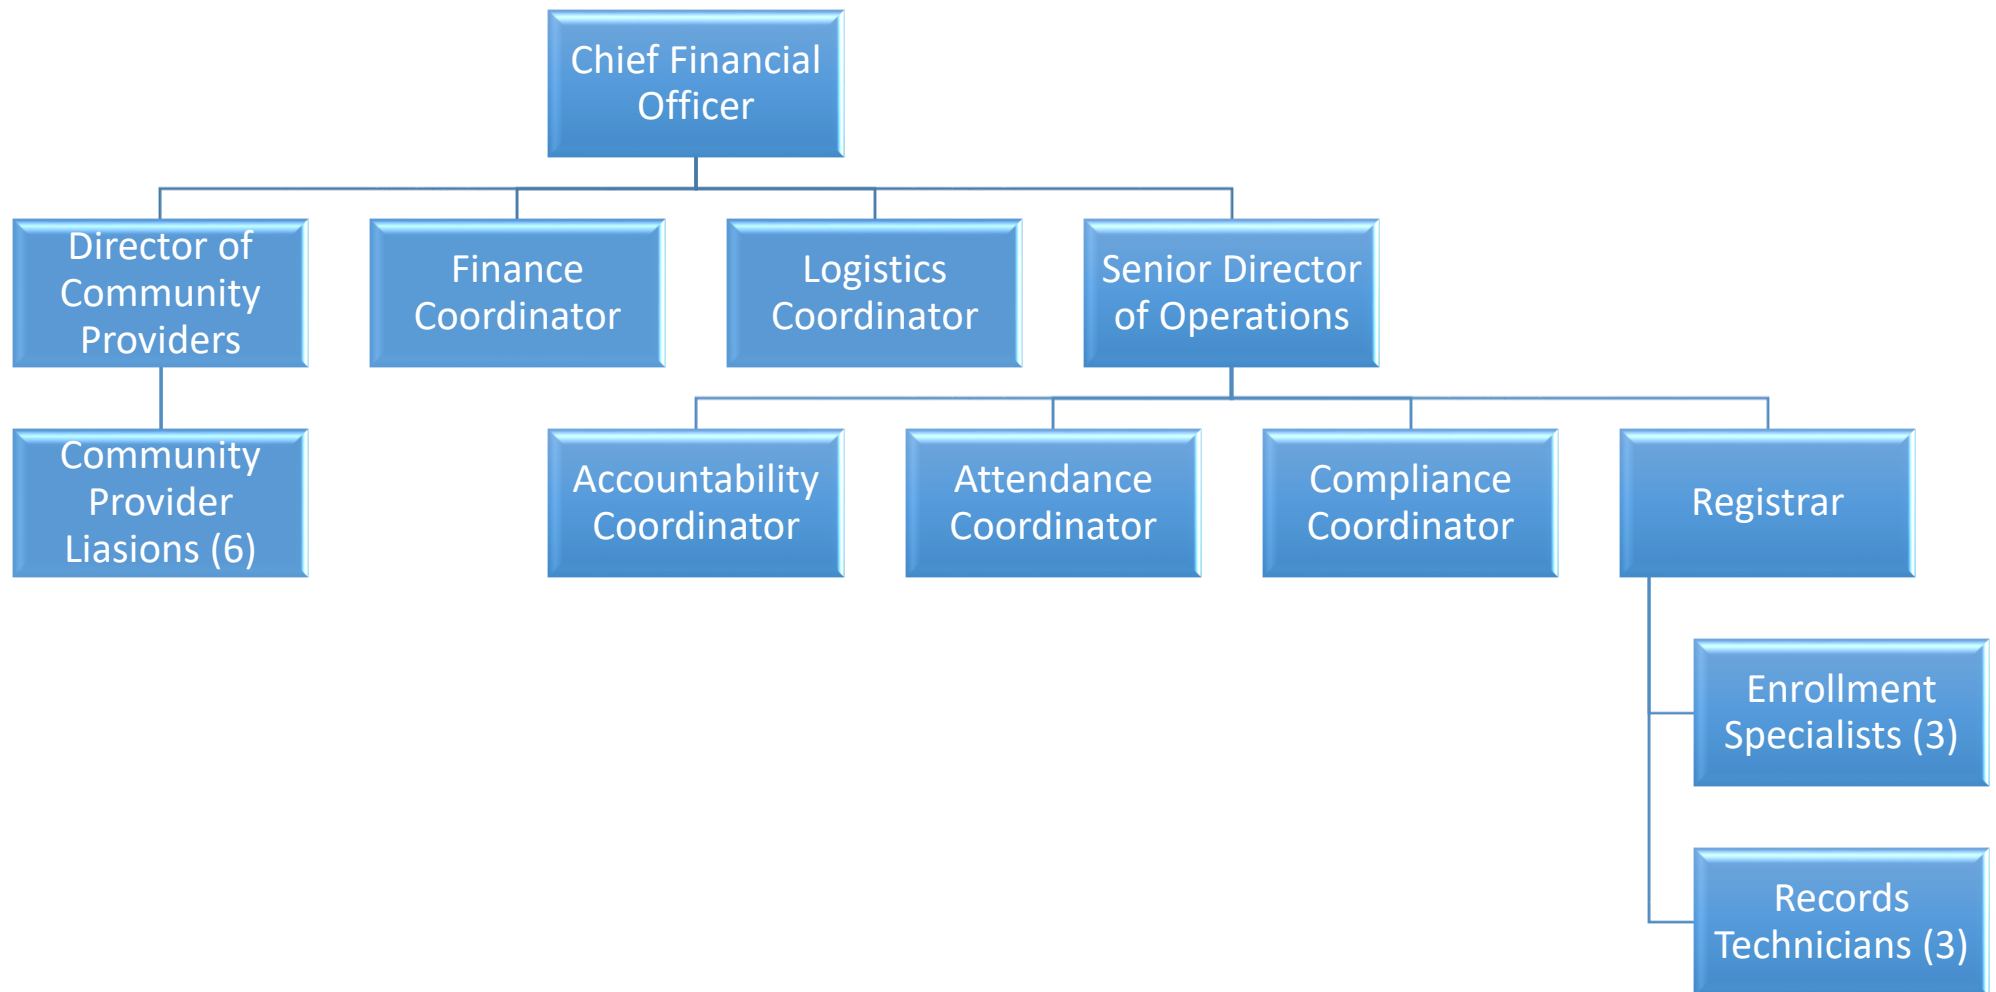 Chief Financial
Officer
Director of
Community
Providers
Finance
Coordinator
Logistics
Coordinator
Senior Director
of Operations
Community
Provider
Liasions (6)
Accountability
Coordinator
Attendance
Coordinator
Compliance
Coordinator
Registrar
Enrollment
Specialists (3)
Records
Technicians (3)